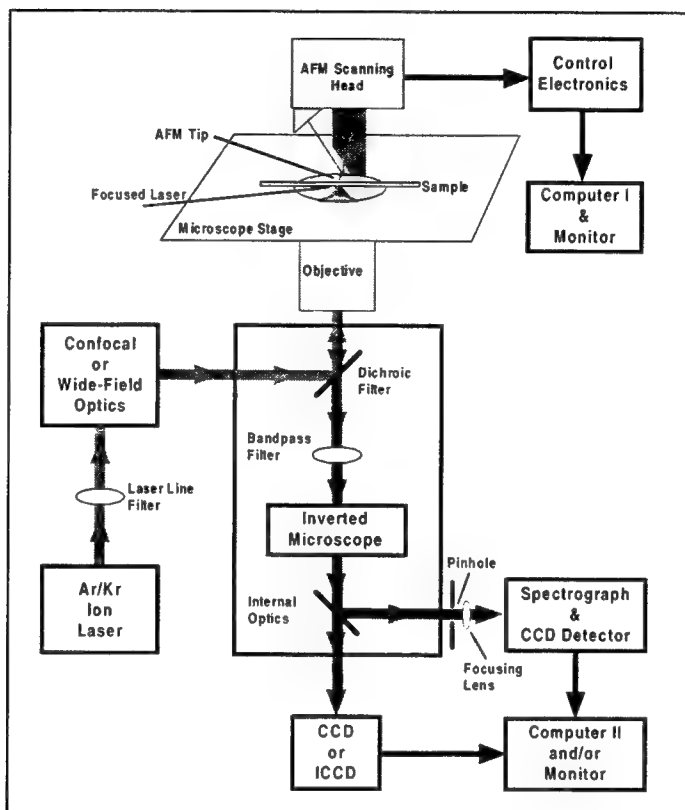 AFM Scanning
Head
Control
Electronics
AFM Tip
Focused Laser
Sample
Computer I
&
Monitor
Microscope Stage
Objective
Confocal
or
Wide-Field
Optics
Dichroic
Filter
Bandpass
Filter
Laser Line
Filter
Inverted
Microscope
Ar/Kr
Ion
Laser
Internal
Optics
Pinhole
Focusing
Lens
Spectrograph
&
CCD Detector
CCD
or
ICCD
Computer II
and/or
Monitor